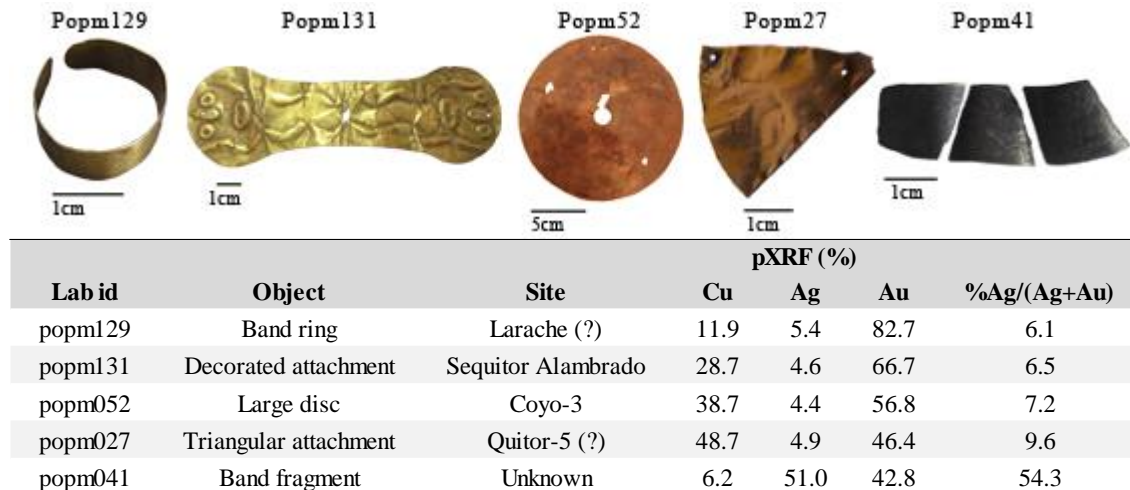 Popm129 Popm131 Popm52 Popm27 Popm41
1cm 1cm 5cm 1cm 1cm
pXRF (%)
Lab id Object Site Cu Ag Au %Ag/(Ag+Au)
popm129 Band ring Larache (?) 11.9 5.4 82.7 6.1
popm131 Decorated attachment Sequitor Alambrado 28.7 4.6 66.7 6.5
popm052 Large disc Coyo-3 38.7 4.4 56.8 7.2
popm027 Triangular attachment Quitor-5 (?) 48.7 4.9 46.4 9.6
popm041 Band fragment Unknown 6.2 51.0 42.8 54.3